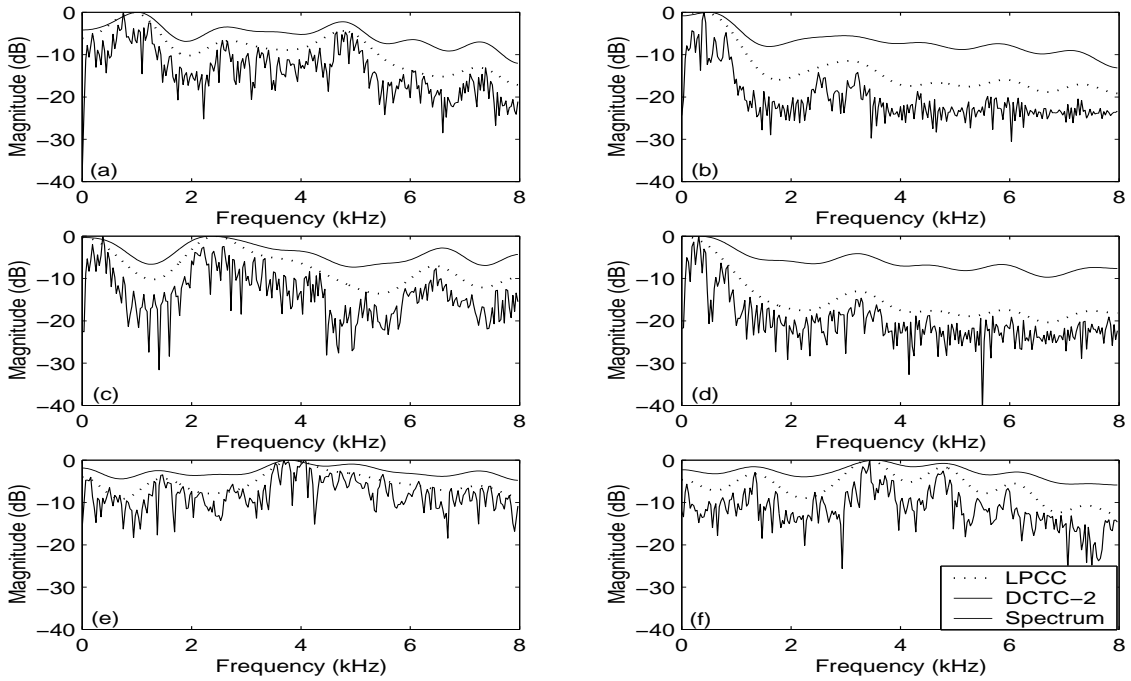 0
−10
−20
−30
−40
0 2 4 6 8
Magnitude (dB)
Frequency (kHz)
(a)
0
−10
−20
−30
−40
0 2 4 6 8
Magnitude (dB)
Frequency (kHz)
(b)
0
−10
−20
−30
−40
0 2 4 6 8
Magnitude (dB)
Frequency (kHz)
(c)
0
−10
−20
−30
−40
0 2 4 6 8
Magnitude (dB)
Frequency (kHz)
(d)
0
−10
−20
−30
−40
0 2 4 6 8
Magnitude (dB)
Frequency (kHz)
(e)
0
−10
−20
−30
−40
0 2 4 6 8
Magnitude (dB)
Frequency (kHz)
(f)
LPCC
DCTC−2
Spectrum